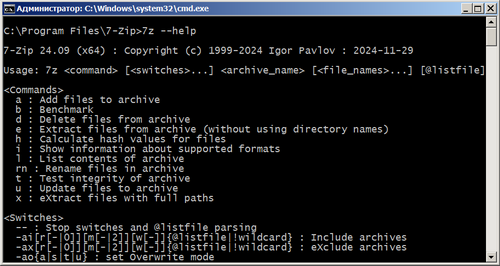 Администратор: C:\Windows\system32\cmd.exe
C:\Program Files\7-Zip>7z --help
7-Zip 24.09 (x64) : Copyright (c) 1999-2024 Igor Pavlov : 2024-11-29
Usage: 7z <command> [<switches>...] <archive_name> [<file_names>...] [@listfile]
<Commands>
a : Add files to archive
b : Benchmark
d : Delete files from archive
e : Extract files from archive (without using directory names)
h : Calculate hash values for files
i : Show information about supported formats
l : List contents of archive
rn : Rename files in archive
t : Test integrity of archive
u : Update files to archive
x : eXtract files with full paths
<Switches>
-- : Stop switches and @listfile parsing
-ai[r[-|0]][m[-|2]][w[-]]{@listfile|!wildcard} : Include archives
-ax[r[-|0]][m[-|2]][w[-]]{@listfile|!wildcard} : eXclude archives
-ao{a|s|t|u} : set Overwrite mode